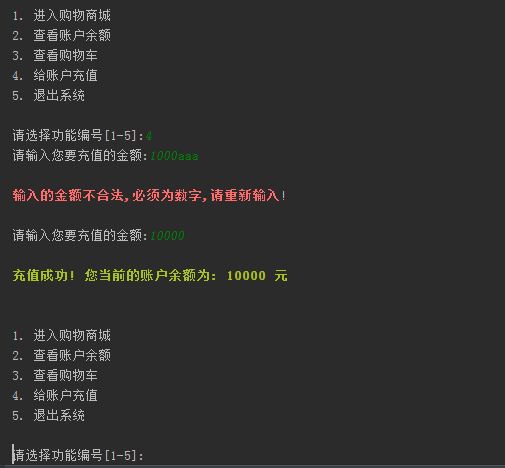 1. 进入购物商城
2. 查看账户余额
3. 查看购物车
4. 给账户充值
5. 退出系统
请选择功能编号[1-5]:4
请输入您要充值的金额:1000aaa
输入的金额不合法,必须为数字,请重新输入!
请输入您要充值的金额:10000
充值成功! 您当前的账户余额为: 10000 元
1. 进入购物商城
2. 查看账户余额
3. 查看购物车
4. 给账户充值
5. 退出系统
请选择功能编号[1-5]: